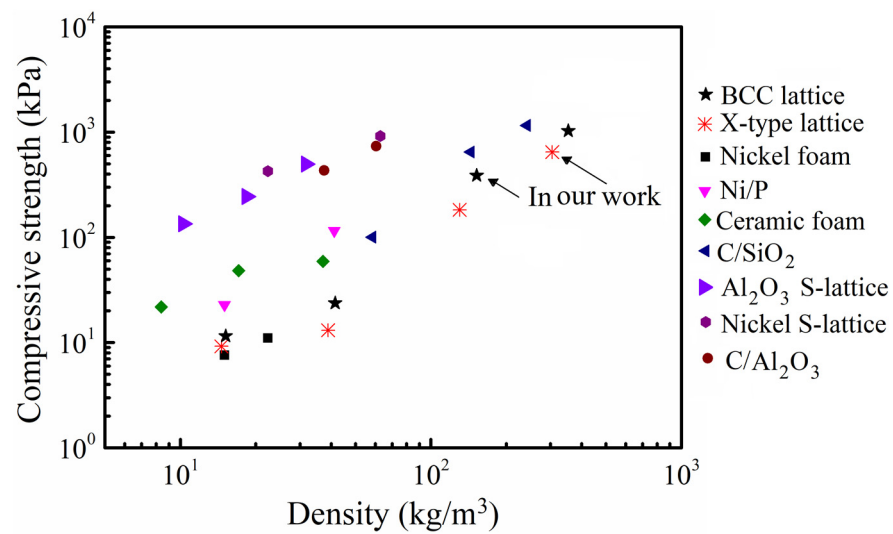 10⁴
10³
10²
10¹
10⁰
Compressive strength (kPa)
In our work
10¹ 10² 10³
Density (kg/m³)
BCC lattice
X-type lattice
Nickel foam
Ni/P
Ceramic foam
C/SiO₂
Al₂O₃ S-lattice
Nickel S-lattice
C/Al₂O₃